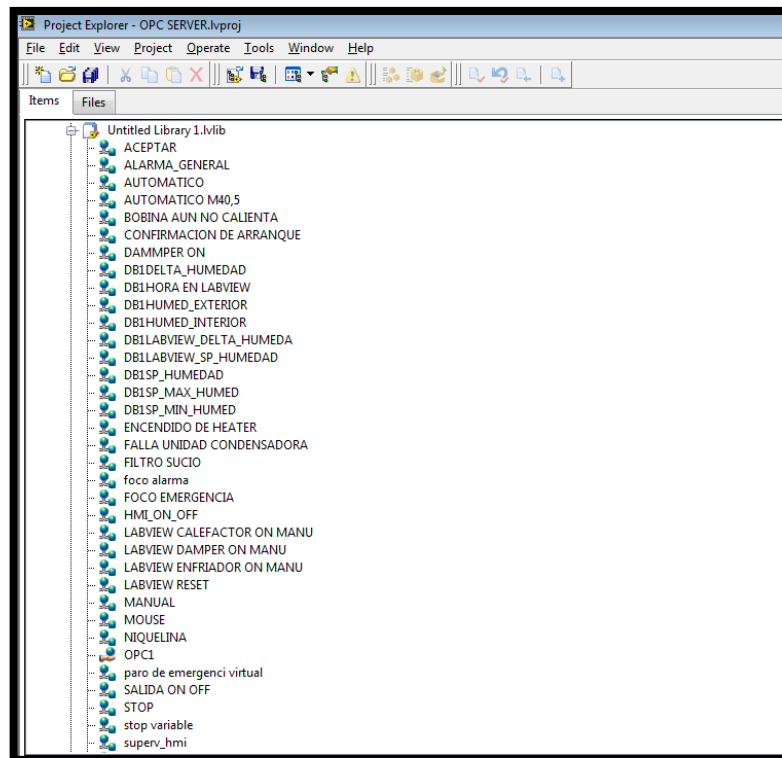 Project Explorer - OPC SERVER.lvproj
File Edit View Project Operate Tools Window Help
Items Files
Untitled Library 1.lvlib
ACEPTAR
ALARMA_GENERAL
AUTOMATICO
AUTOMATICO M40,5
BOBINA AUN NO CALIENTA
CONFIRMACION DE ARRANQUE
DAMMPER ON
DB1DELTA_HUMEDAD
DB1HORA EN LABVIEW
DB1HUMED_EXTERIOR
DB1HUMED_INTERIOR
DB1LABVIEW_DELTA_HUMEDA
DB1LABVIEW_SP_HUMEDAD
DB1SP_HUMEDAD
DB1SP_MAX_HUMED
DB1SP_MIN_HUMED
ENCENDIDO DE HEATER
FALLA UNIDAD CONDENSADORA
FILTRO SUCIO
foco alarma
FOCO EMERGENCIA
HMI_ON_OFF
LABVIEW CALEFACTOR ON MANU
LABVIEW DAMPER ON MANU
LABVIEW ENFRIADOR ON MANU
LABVIEW RESET
MANUAL
MOUSE
NIQUELINA
OPC1
paro de emergenci virtual
SALIDA ON OFF
STOP
stop variable
superv_hmi